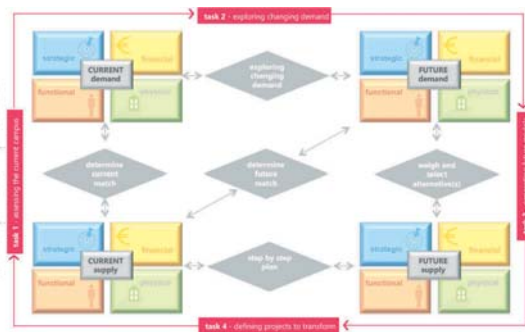 task 2 - exploring changing demand
strategic
financial
CURRENT
demand
functional
physical
exploring
changing
demand
strategic
financial
FUTURE
demand
functional
physical
task 1 - assessing the current campus
determine
current
match
determine
future
match
weigh and
select
alternative(s)
strategic
financial
CURRENT
supply
functional
physical
step by step
plan
strategic
financial
FUTURE
supply
functional
physical
task 4 - defining projects to transform